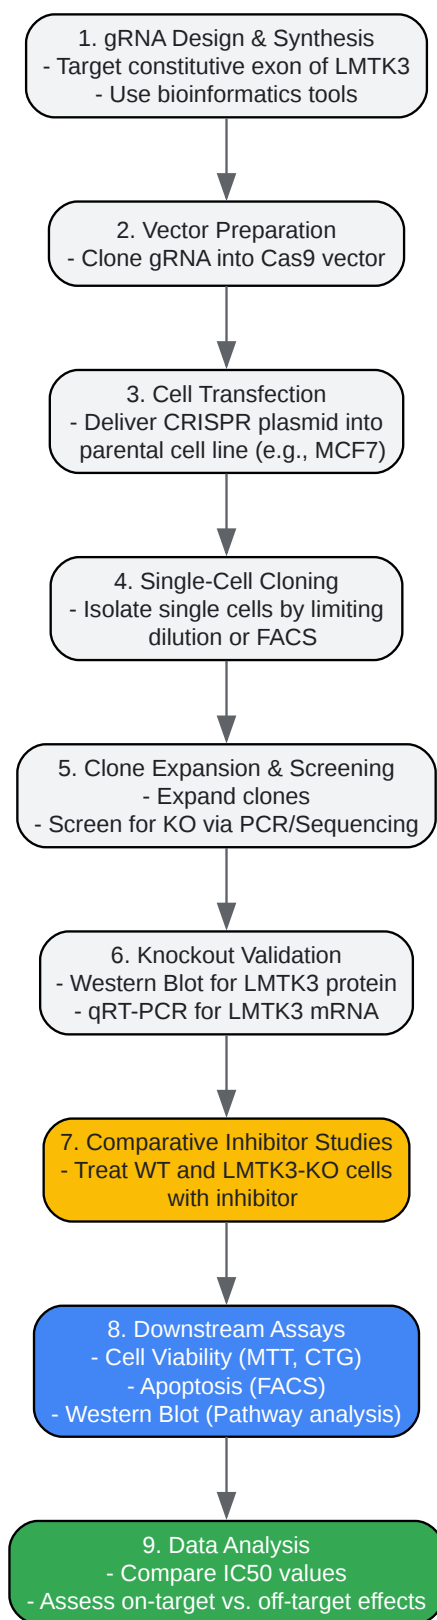 1. gRNA Design & Synthesis
- Target constitutive exon of LMTK3
- Use bioinformatics tools
2. Vector Preparation
- Clone gRNA into Cas9 vector
3. Cell Transfection
- Deliver CRISPR plasmid into
parental cell line (e.g., MCF7)
4. Single-Cell Cloning
- Isolate single cells by limiting
dilution or FACS
5. Clone Expansion & Screening
- Expand clones
- Screen for KO via PCR/Sequencing
6. Knockout Validation
- Western Blot for LMTK3 protein
- qRT-PCR for LMTK3 mRNA
7. Comparative Inhibitor Studies
- Treat WT and LMTK3-KO cells
with inhibitor
8. Downstream Assays
- Cell Viability (MTT, CTG)
- Apoptosis (FACS)
- Western Blot (Pathway analysis)
9. Data Analysis
- Compare IC50 values
- Assess on-target vs. off-target effects